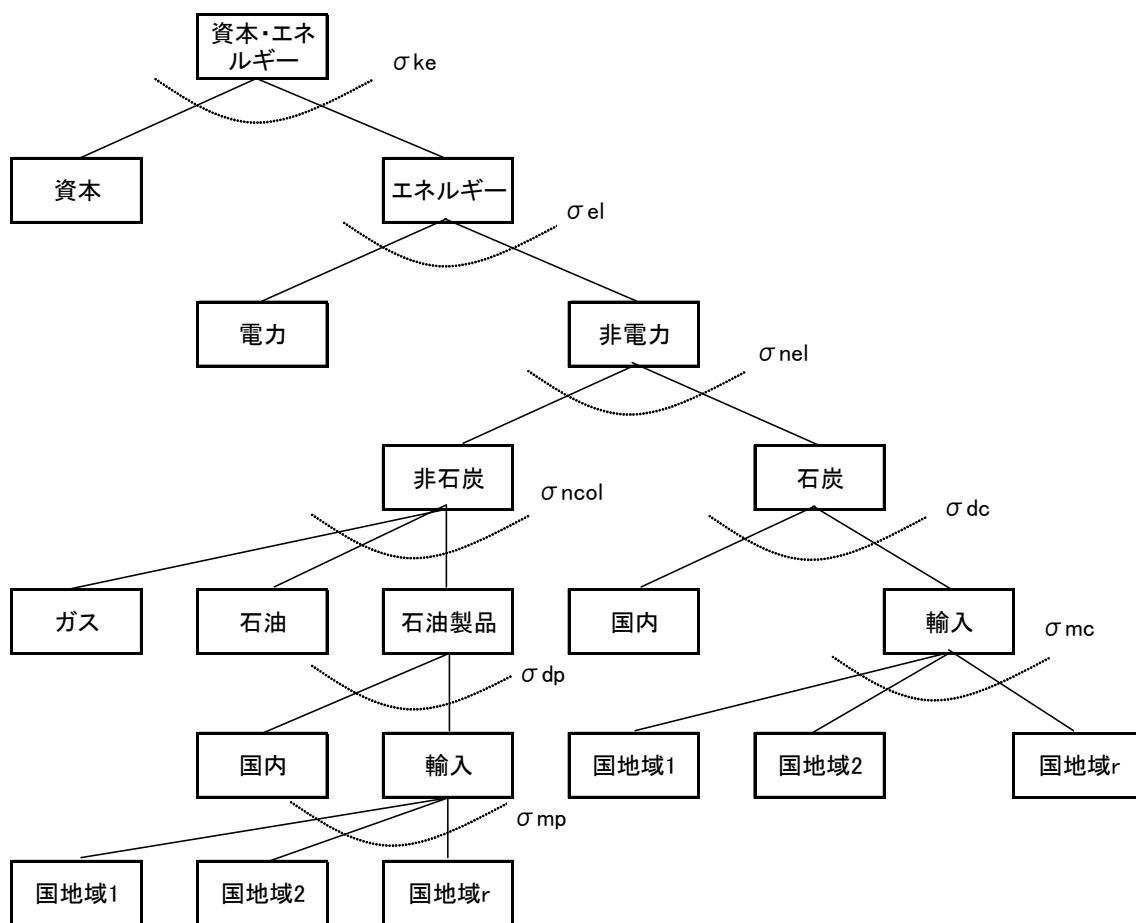 資本・エネ
ルギー
σke
資本
エネルギー
σel
電力
非電力
σnel
非石炭
石炭
σncol
σdc
ガス
石油
石油製品
国内
輸入
σmc
σdp
国内
輸入
国地域1
国地域2
国地域r
σmp
国地域1
国地域2
国地域r